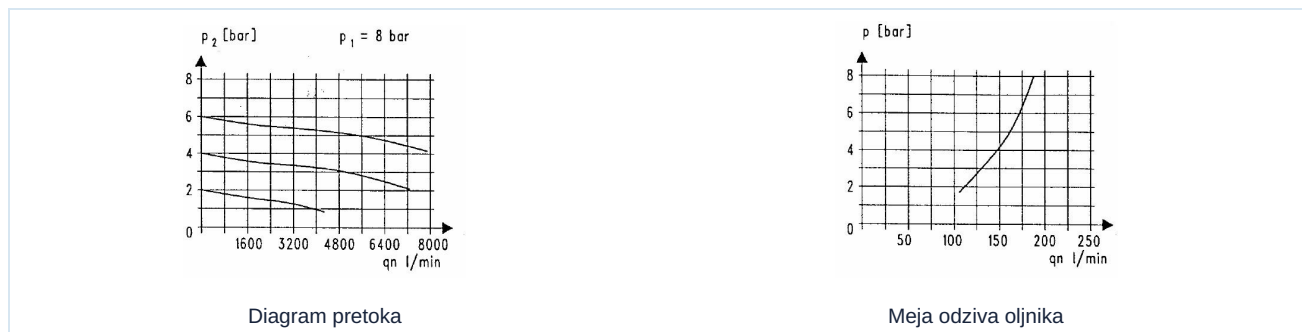 p2 [bar] p1 = 8 bar
8
6
4
2
0
1600 3200 4800 6400 8000
qn l/min
Diagram pretoka
p [bar]
8
6
4
2
0
50 100 150 200 250
qn l/min
Meja odziva oljnika